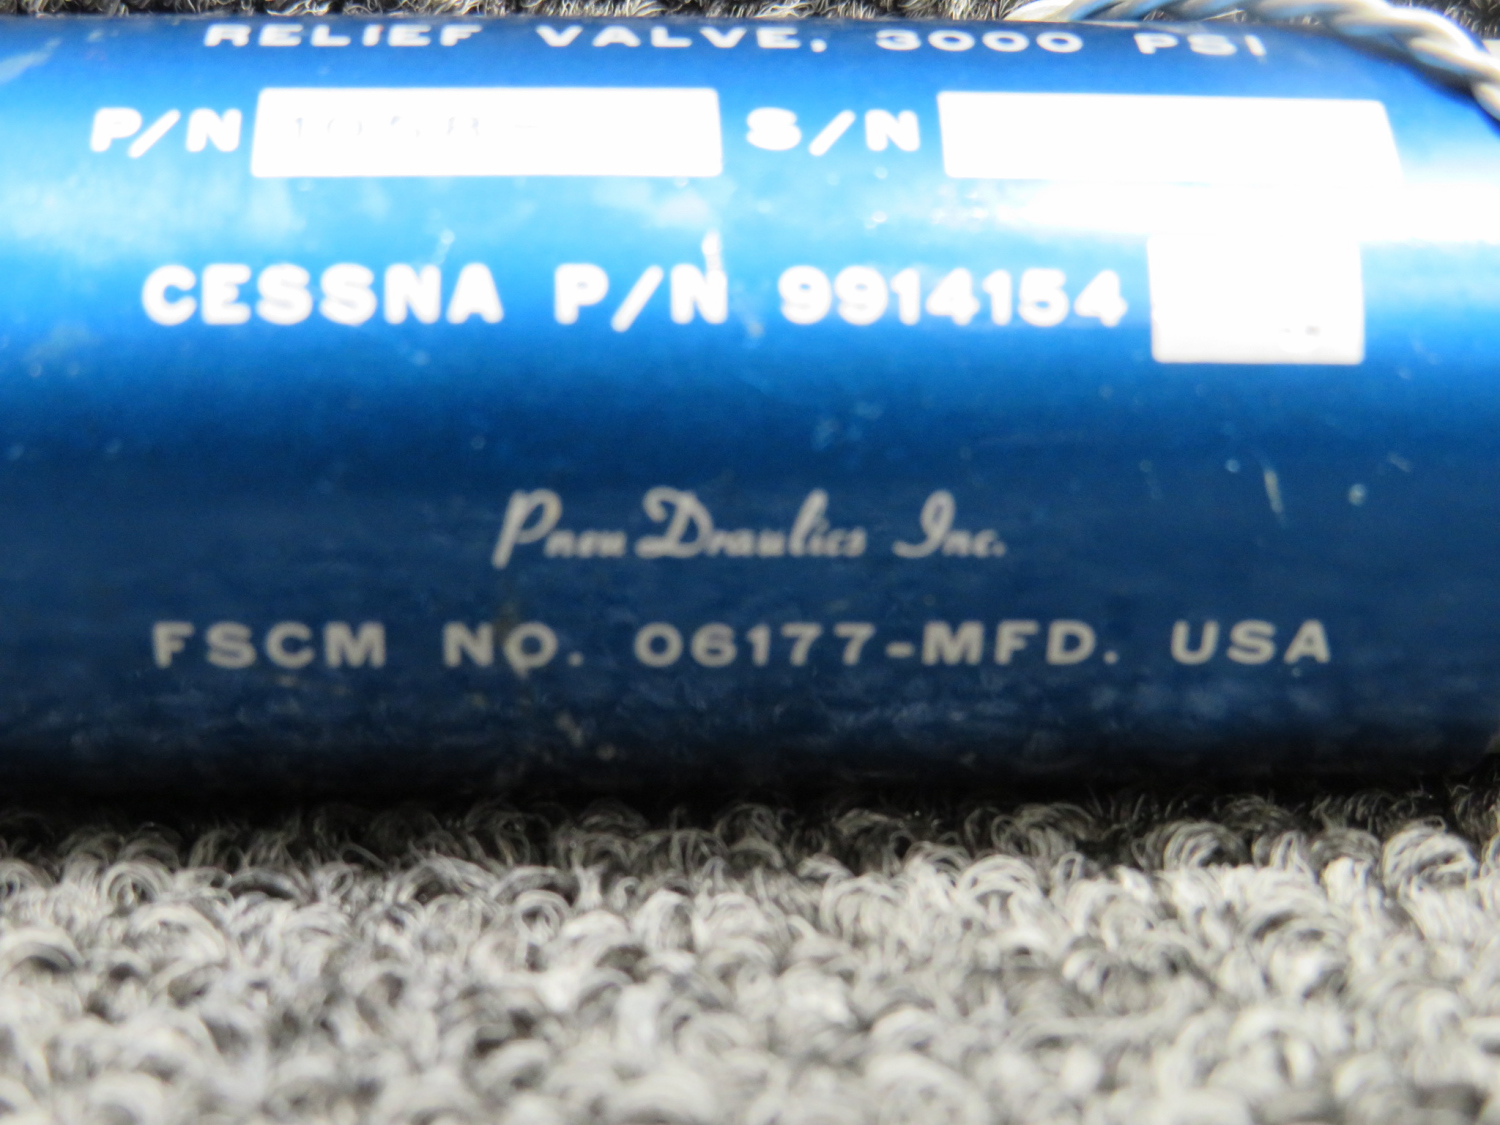 RELIEF VALVE, 3000 PSI
P/N S/N
CESSNA P/N 9914154
PneuDraulics Inc.
FSCM NO. 06177-MFD. USA